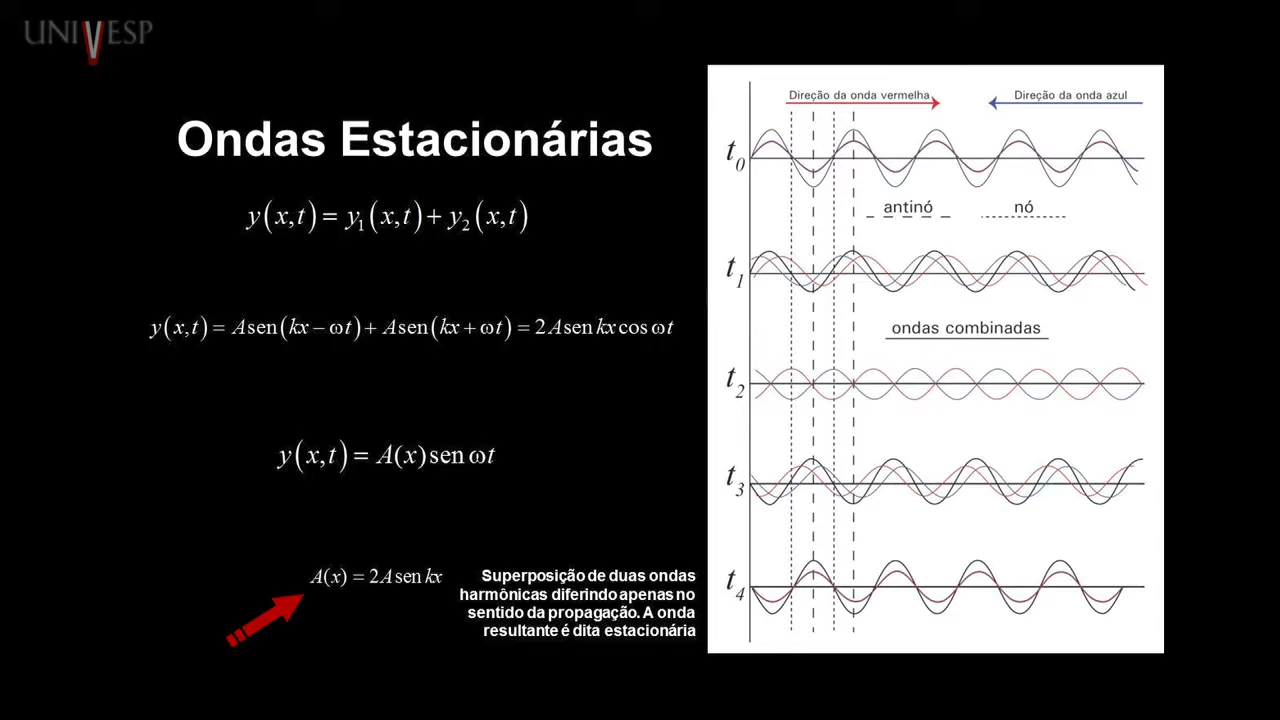 UNIVESP
Ondas Estacionárias
y(x,t) = y₁(x,t) + y₂(x,t)
y(x,t) = Asen(kx − ωt) + Asen(kx + ωt) = 2Asen kx cos ωt
y(x,t) = A(x) sen ωt
A(x) = 2Asen kx
Superposição de duas ondas
harmônicas diferindo apenas no
sentido da propagação. A onda
resultante é dita estacionária
Direção da onda vermelha
Direção da onda azul
t₀
antinó
nó
t₁
ondas combinadas
t₂
t₃
t₄